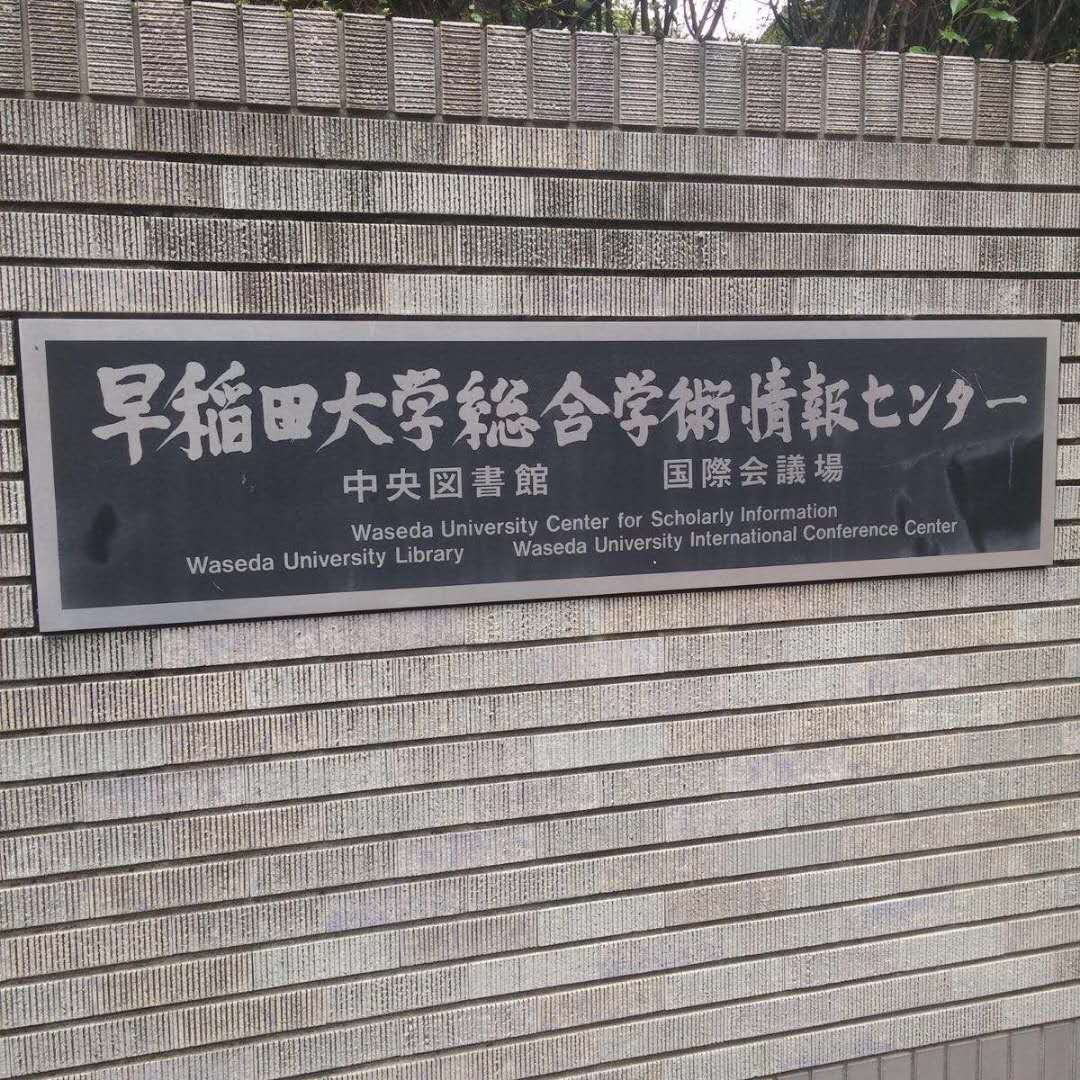 早稲田大学総合学術情報センター
中央図書館 国際会議場
Waseda University Center for Scholarly Information
Waseda University Library Waseda University International Conference Center